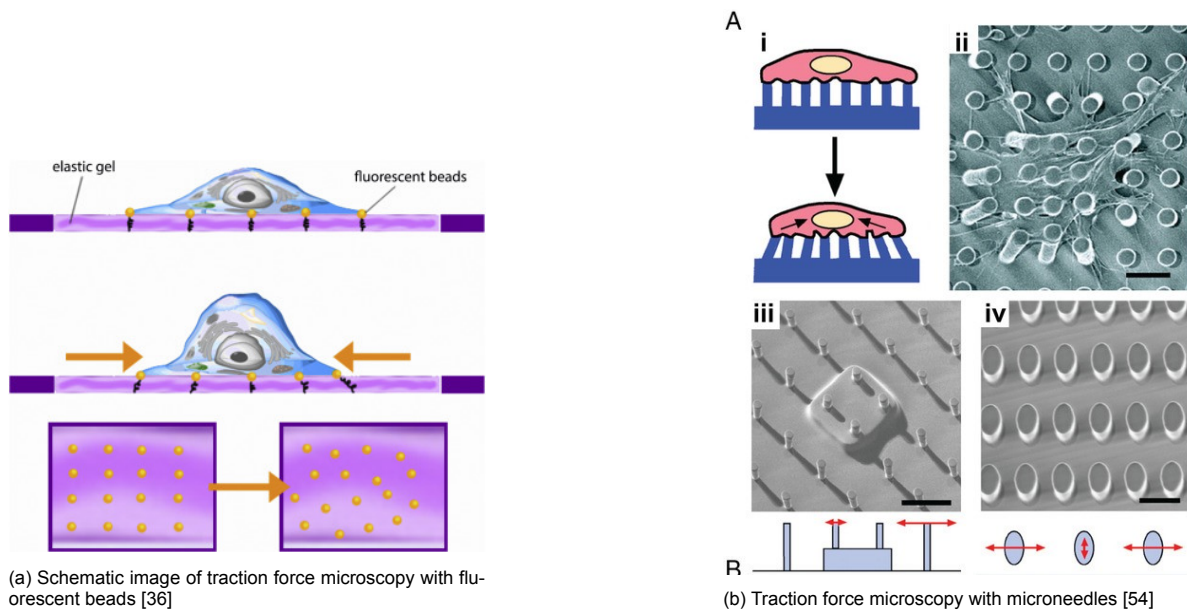 elastic gel
fluorescent beads
(a) Schematic image of traction force microscopy with flu-
orescent beads [36]
A
i
ii
iii
iv
B
(b) Traction force microscopy with microneedles [54]